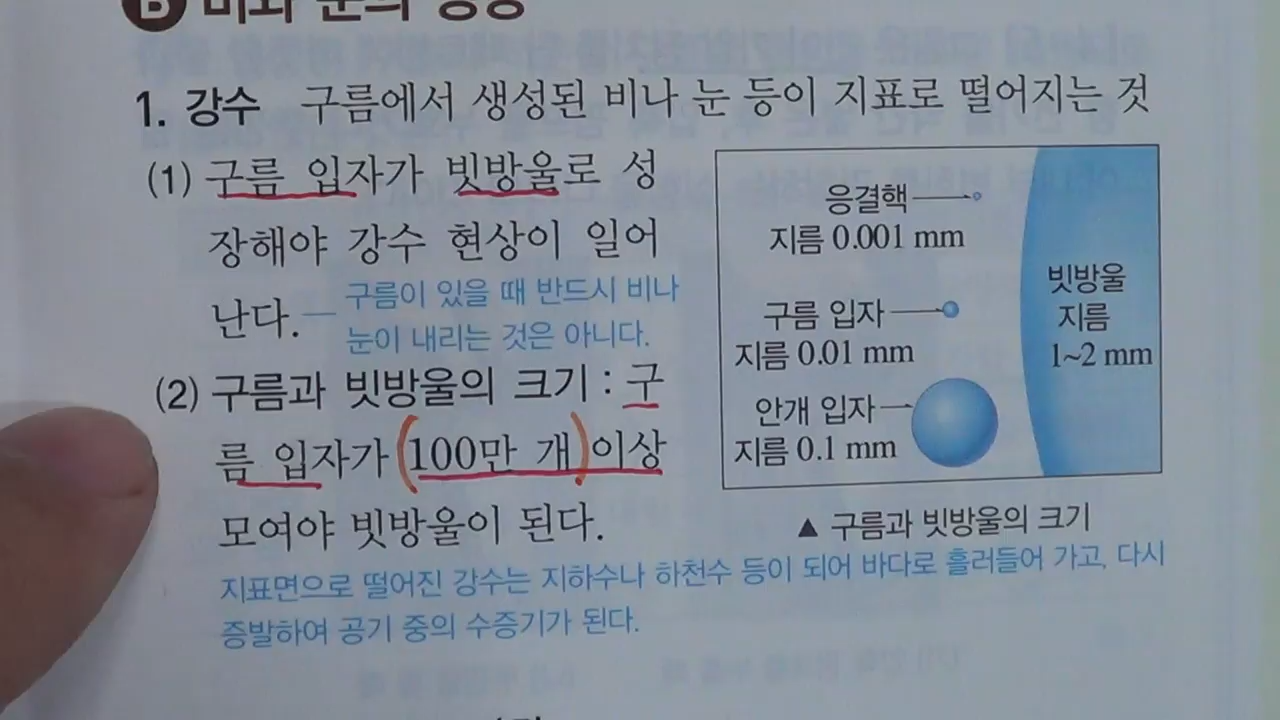 B 비와 눈의 생성
1. 강수 구름에서 생성된 비나 눈 등이 지표로 떨어지는 것
(1) 구름 입자가 빗방울로 성
장해야 강수 현상이 일어
난다.
구름이 있을 때 반드시 비나
눈이 내리는 것은 아니다.
(2) 구름과 빗방울의 크기 : 구
름 입자가 (100만 개) 이상
모여야 빗방울이 된다.
응결핵
지름 0.001 mm
구름 입자
지름 0.01 mm
안개 입자
지름 0.1 mm
빗방울
지름
1~2 mm
▲ 구름과 빗방울의 크기
지표면으로 떨어진 강수는 지하수나 하천수 등이 되어 바다로 흘러들어 가고, 다시
증발하여 공기 중의 수증기가 된다.